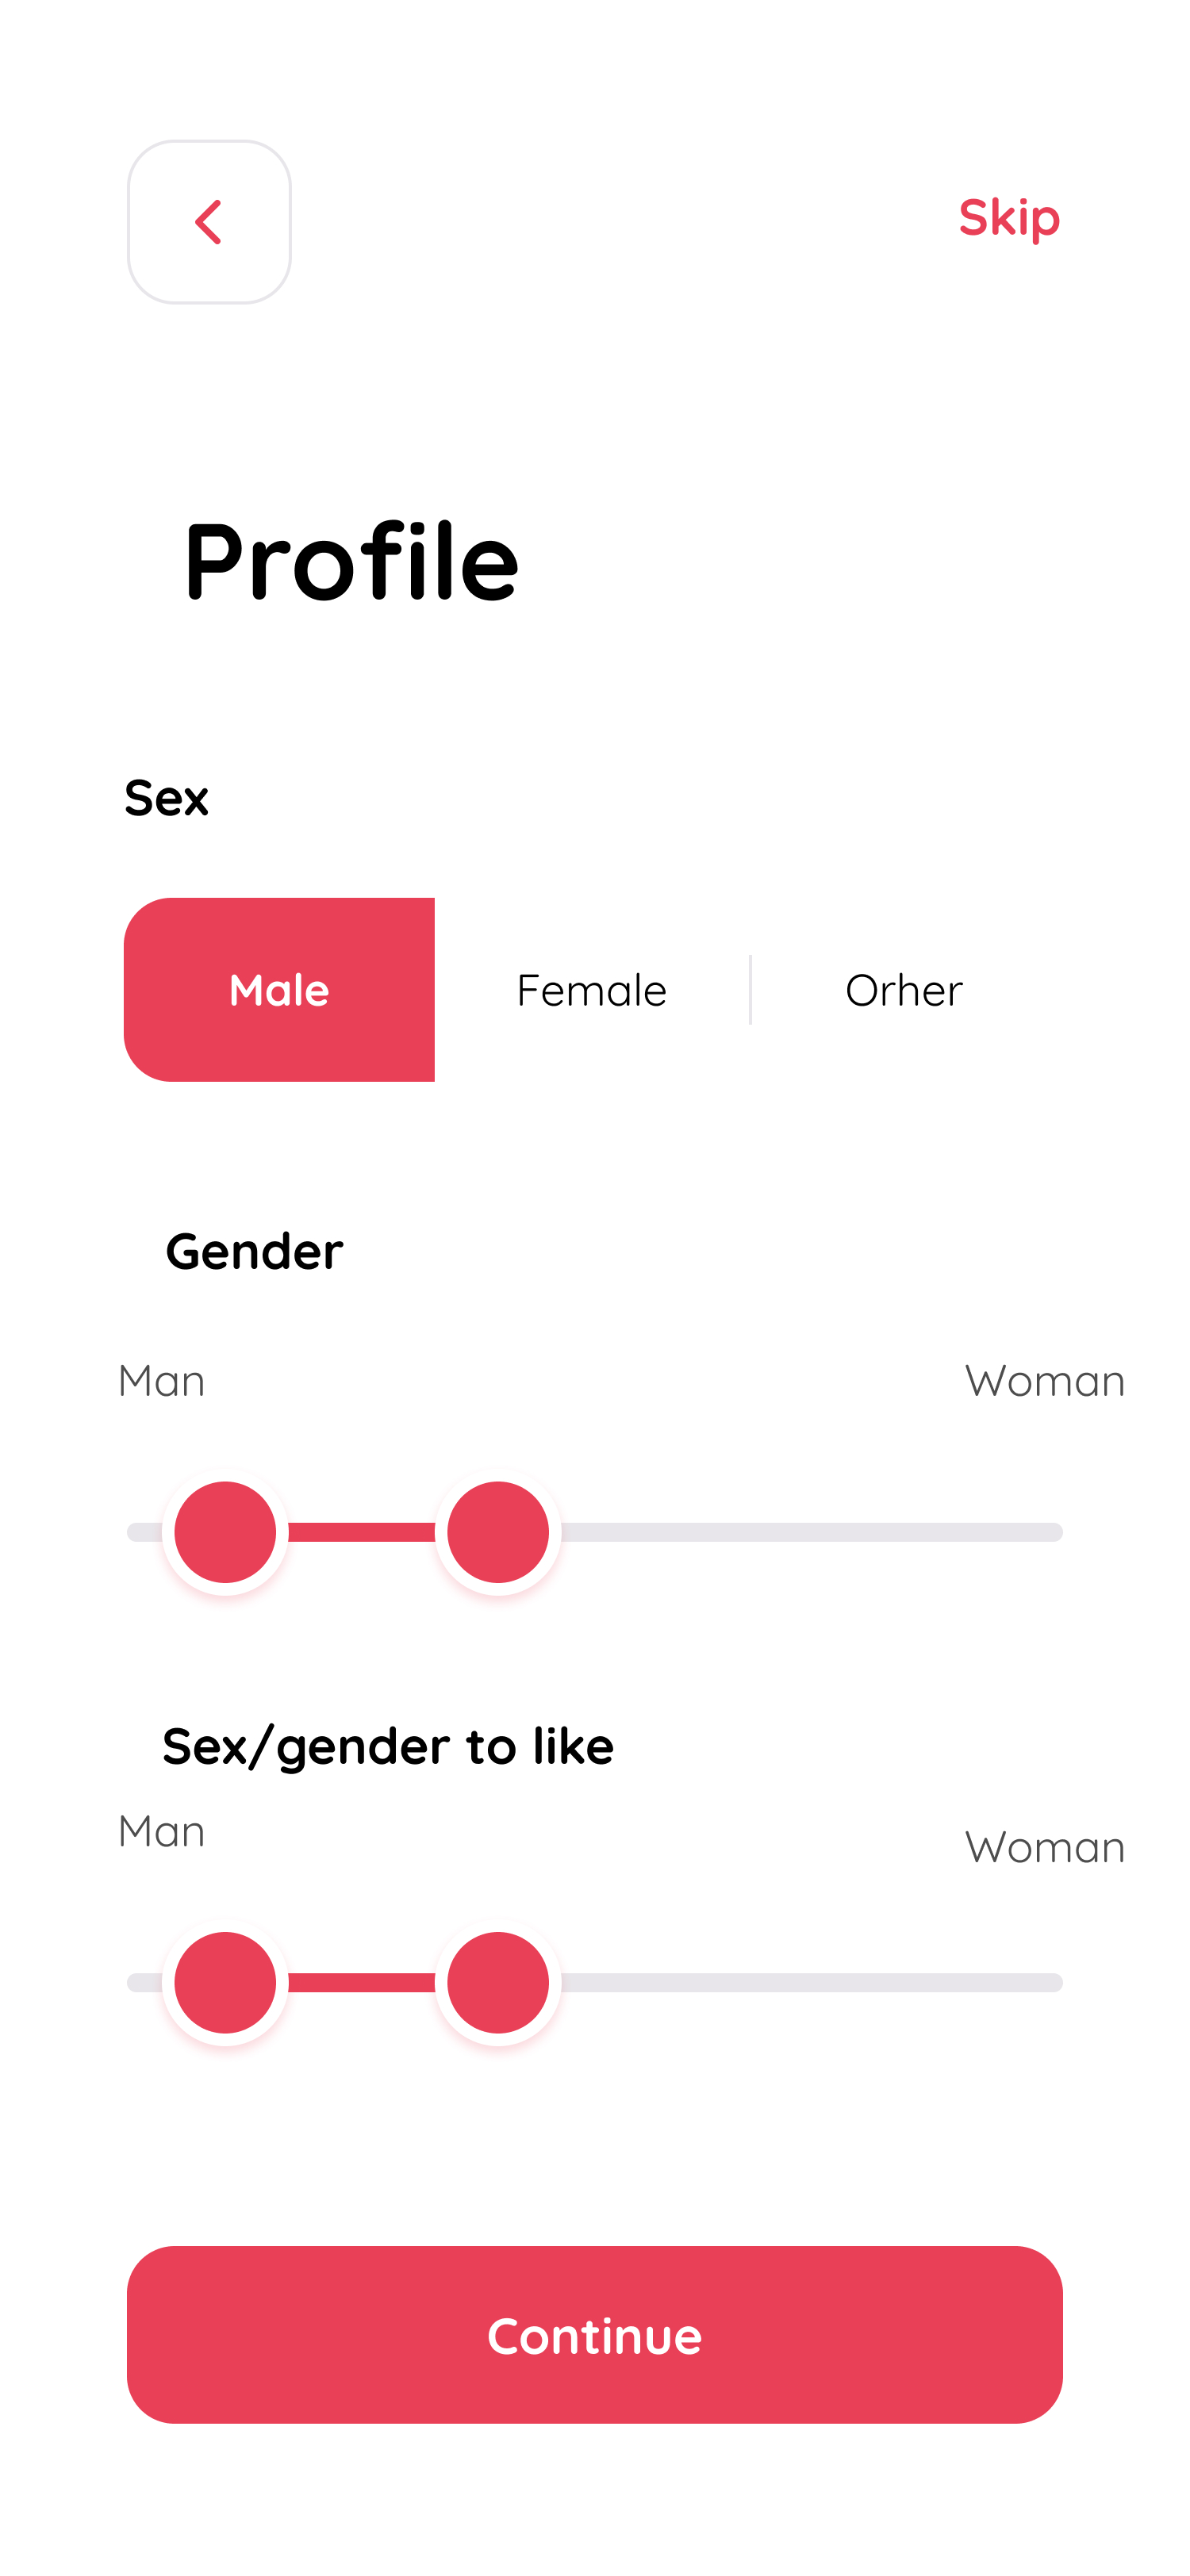 Skip
Profile
Sex
Male Female Orher
Gender
Man Woman
Sex/gender to like
Man Woman
Continue